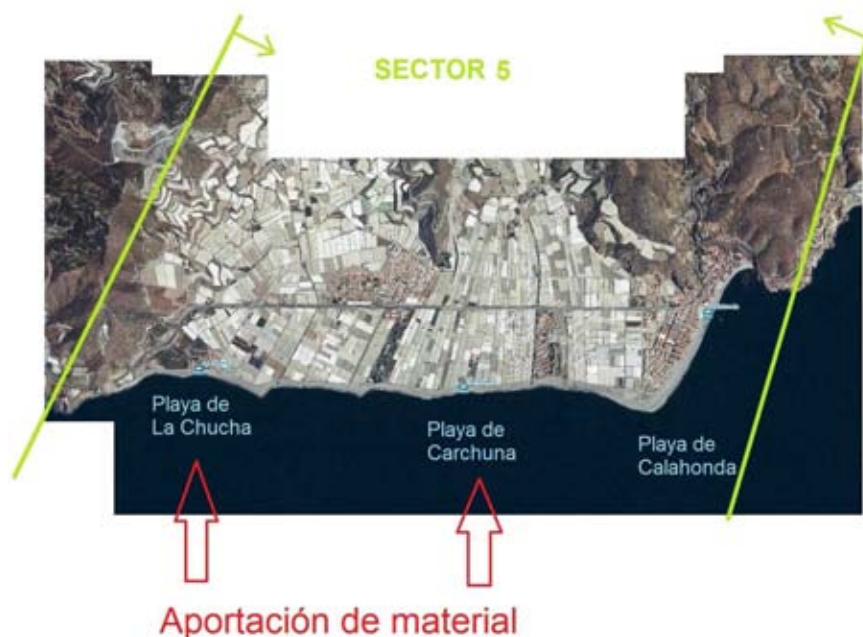 SECTOR 5
Playa de
La Chucha
Playa de
Carchuna
Playa de
Calahonda
Aportación de material